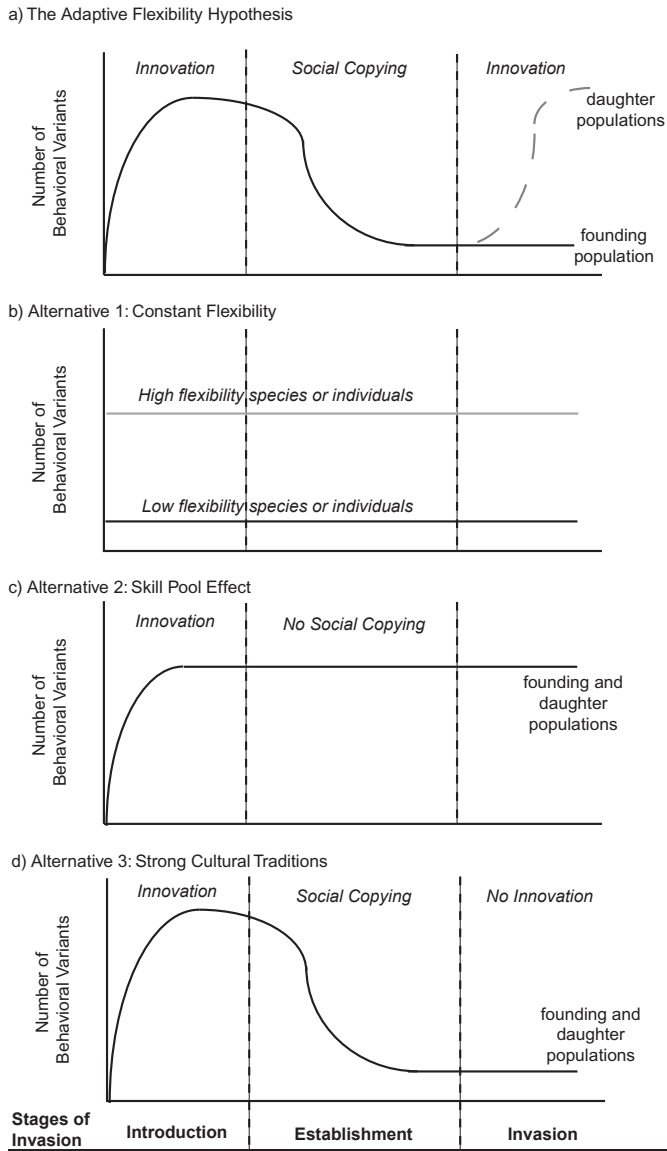 a) The Adaptive Flexibility Hypothesis
Innovation
Social Copying
Innovation
Number of
Behavioral Variants
daughter
populations
founding
population
b) Alternative 1: Constant Flexibility
Number of
Behavioral Variants
High flexibility species or individuals
Low flexibility species or individuals
c) Alternative 2: Skill Pool Effect
Innovation
No Social Copying
Number of
Behavioral Variants
founding and
daughter
populations
d) Alternative 3: Strong Cultural Traditions
Innovation
Social Copying
No Innovation
Number of
Behavioral Variants
founding and
daughter
populations
Stages of
Invasion
Introduction
Establishment
Invasion